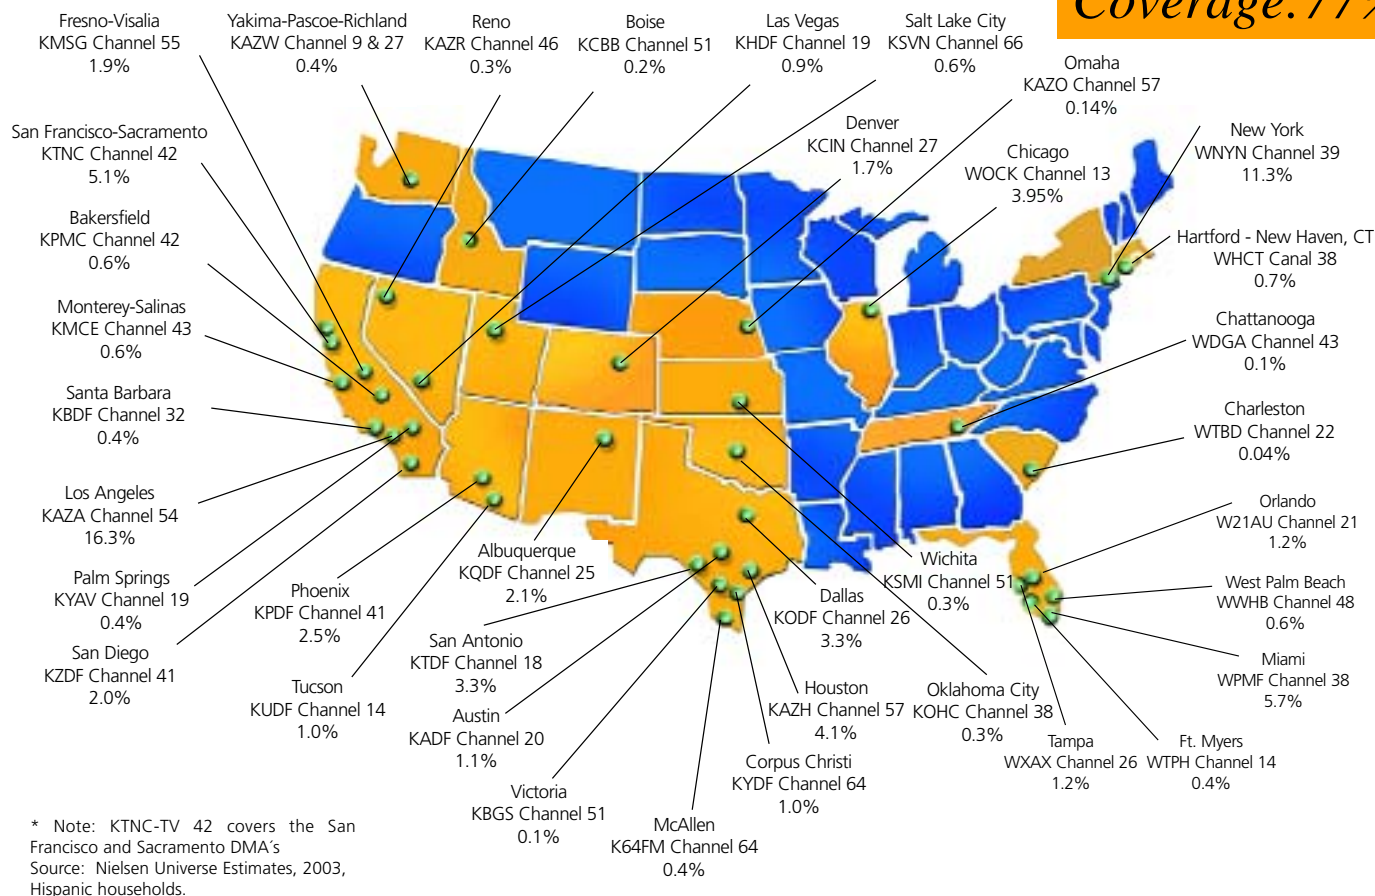 Coverage: 77%
Fresno-Visalia
KMSG Channel 55
1.9%
Yakima-Pascoe-Richland
KAZW Channel 9 & 27
0.4%
Reno
KAZR Channel 46
0.3%
Boise
KCBB Channel 51
0.2%
Las Vegas
KHDF Channel 19
0.9%
Salt Lake City
KSVN Channel 66
0.6%
Omaha
KAZO Channel 57
0.14%
San Francisco-Sacramento
KTNC Channel 42
5.1%
Denver
KCIN Channel 27
1.7%
Chicago
WOCK Channel 13
3.95%
New York
WNYN Channel 39
11.3%
Bakersfield
KPMC Channel 42
0.6%
Hartford - New Haven, CT
WHCT Canal 38
0.7%
Monterey-Salinas
KMCE Channel 43
0.6%
Chattanooga
WDGA Channel 43
0.1%
Santa Barbara
KBDF Channel 32
0.4%
Charleston
WTBD Channel 22
0.04%
Los Angeles
KAZA Channel 54
16.3%
Orlando
W21AU Channel 21
1.2%
Palm Springs
KYAV Channel 19
0.4%
Phoenix
KPDF Channel 41
2.5%
Albuquerque
KQDF Channel 25
2.1%
Dallas
KODF Channel 26
3.3%
Wichita
KSMI Channel 51
0.3%
West Palm Beach
WWHB Channel 48
0.6%
San Diego
KZDF Channel 41
2.0%
San Antonio
KTDF Channel 18
3.3%
Miami
WPMF Channel 38
5.7%
Tucson
KUDF Channel 14
1.0%
Austin
KADF Channel 20
1.1%
Houston
KAZH Channel 57
4.1%
Oklahoma City
KOHC Channel 38
0.3%
Tampa
WXAX Channel 26
1.2%
Ft. Myers
WTPH Channel 14
0.4%
Corpus Christi
KYDF Channel 64
1.0%
Victoria
KBGS Channel 51
0.1%
McAllen
K64FM Channel 64
0.4%
* Note: KTNC-TV 42 covers the San
Francisco and Sacramento DMA´s
Source: Nielsen Universe Estimates, 2003,
Hispanic households.